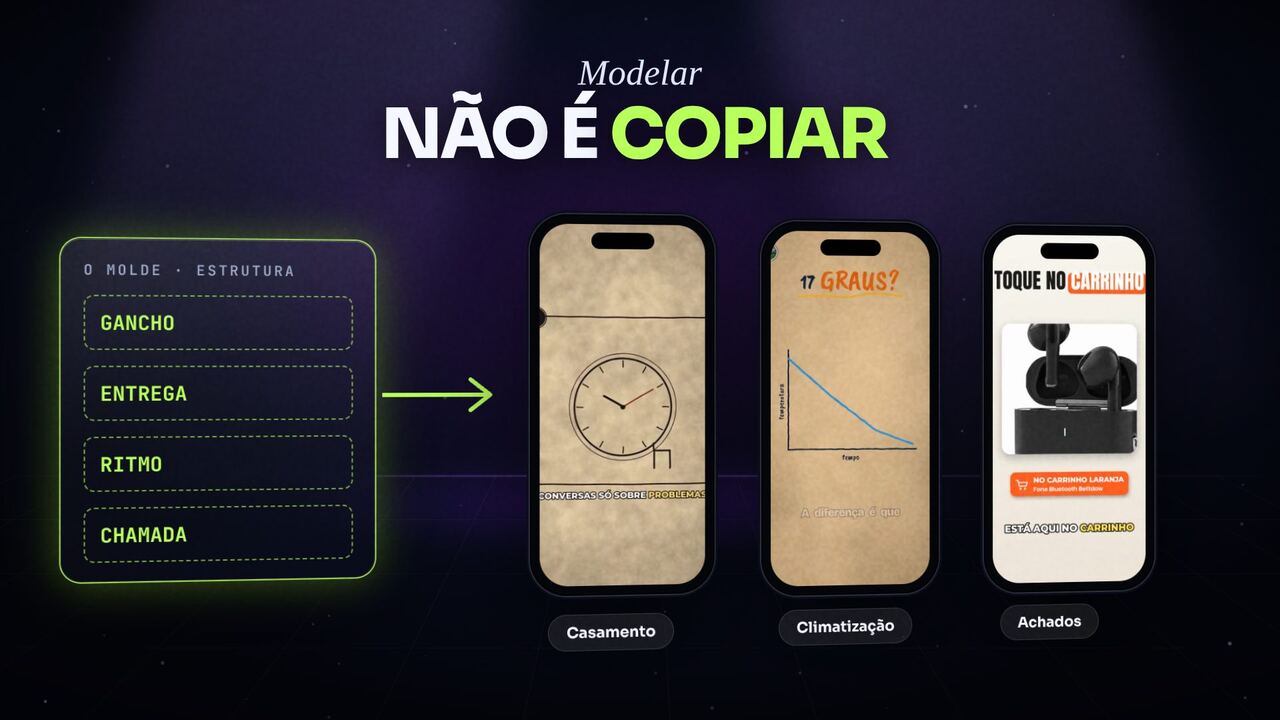 Modelar
NÃO É COPIAR
O MOLDE · ESTRUTURA
GANCHO
ENTREGA
RITMO
CHAMADA
CONVERSAS SÓ SOBRE PROBLEMAS
Casamento
17 GRAUS?
temperatura
tempo
A diferença é que
Climatização
TOQUE NO CARRINHO
NO CARRINHO LARANJA
Fone Bluetooth Bettdow
ESTÁ AQUI NO CARRINHO
Achados